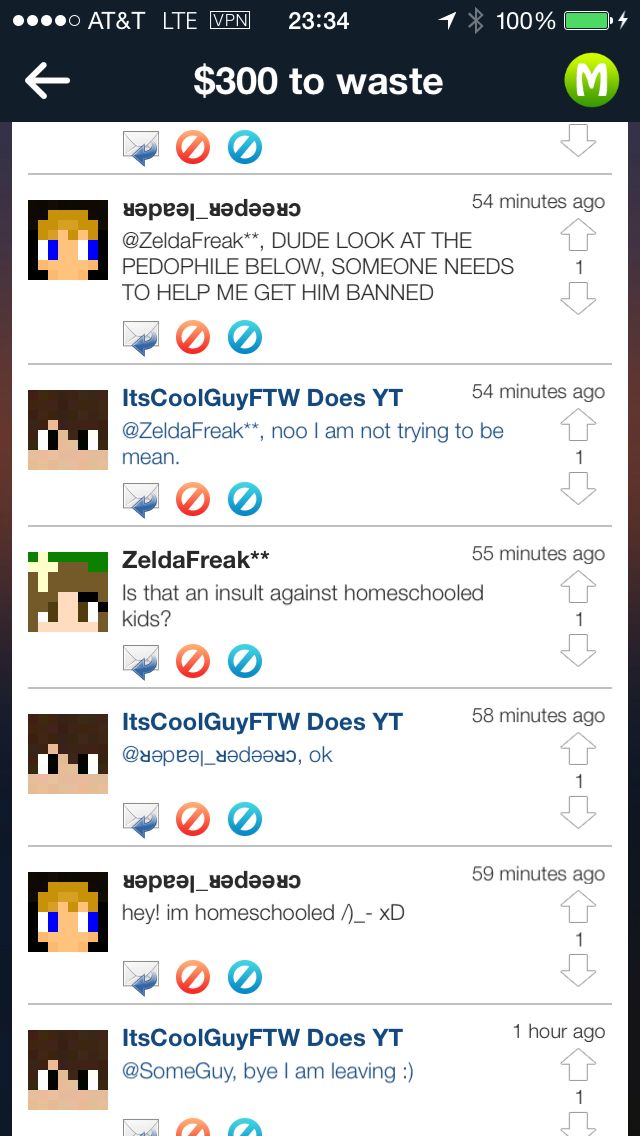 AT&T LTE VPN 23:34 100%
$300 to waste
M
ʁǝpɐǝl_ʁǝdǝǝʁɔ 54 minutes ago
@ZeldaFreak**, DUDE LOOK AT THE
PEDOPHILE BELOW, SOMEONE NEEDS
TO HELP ME GET HIM BANNED
1
ItsCoolGuyFTW Does YT 54 minutes ago
@ZeldaFreak**, noo I am not trying to be
mean.
1
ZeldaFreak** 55 minutes ago
Is that an insult against homeschooled
kids?
1
ItsCoolGuyFTW Does YT 58 minutes ago
@ʁǝpɐǝl_ʁǝdǝǝʁɔ, ok
1
ʁǝpɐǝl_ʁǝdǝǝʁɔ 59 minutes ago
hey! im homeschooled /)_- xD
1
ItsCoolGuyFTW Does YT 1 hour ago
@SomeGuy, bye I am leaving :)
1